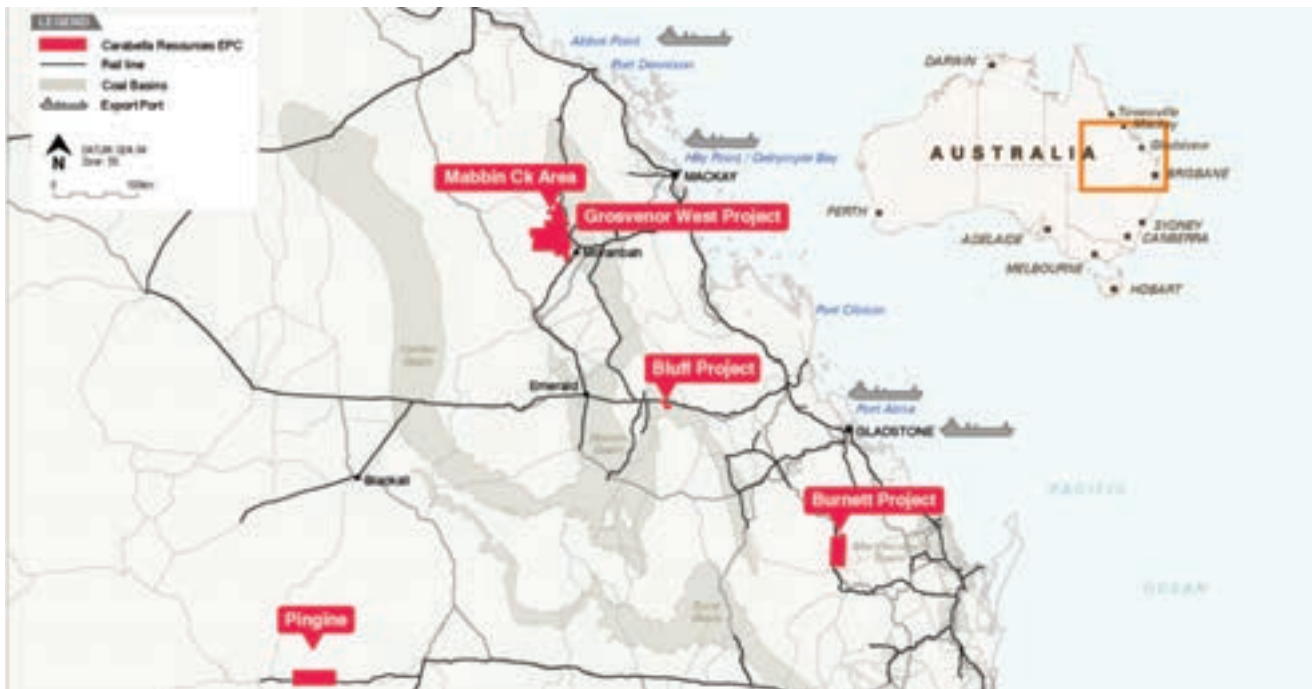 LEGEND
Carabella Resources EPC
Rail line
Coal Basins
Export Port
N
0 100km
Abbot Point
Port Dennison
Hay Point / Dalrymple Bay
MACKAY
Mabbin Ck Area
Grosvenor West Project
Moranbah
Port Clinton
Bluff Project
Emerald
Port Alma
GLADSTONE
Blackall
Burnett Project
Pingine
PACIFIC
OCEAN
DARWIN
Townsville
Mackay
Gladstone
AUSTRALIA
BRISBANE
PERTH
ADELAIDE
SYDNEY
CANBERRA
MELBOURNE
HOBART